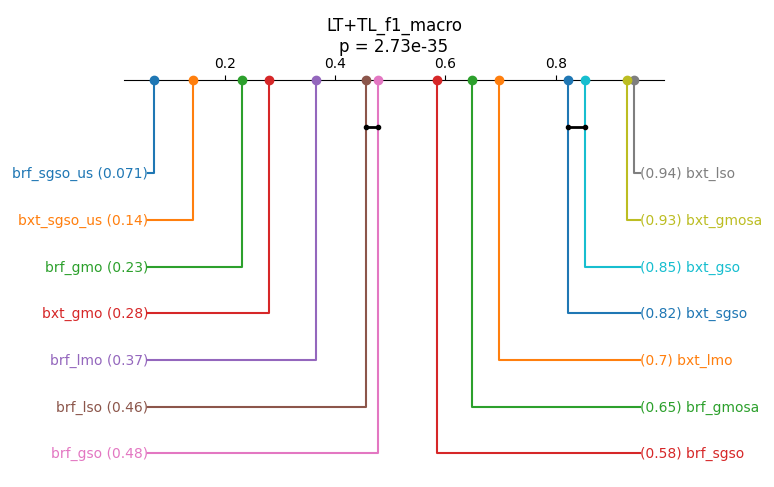 LT+TL_f1_macro
p = 2.73e-35
0.2 0.4 0.6 0.8
brf_sgso_us (0.071) (0.94) bxt_lso
bxt_sgso_us (0.14) (0.93) bxt_gmosa
brf_gmo (0.23) (0.85) bxt_gso
bxt_gmo (0.28) (0.82) bxt_sgso
brf_lmo (0.37) (0.7) bxt_lmo
brf_lso (0.46) (0.65) brf_gmosa
brf_gso (0.48) (0.58) brf_sgso